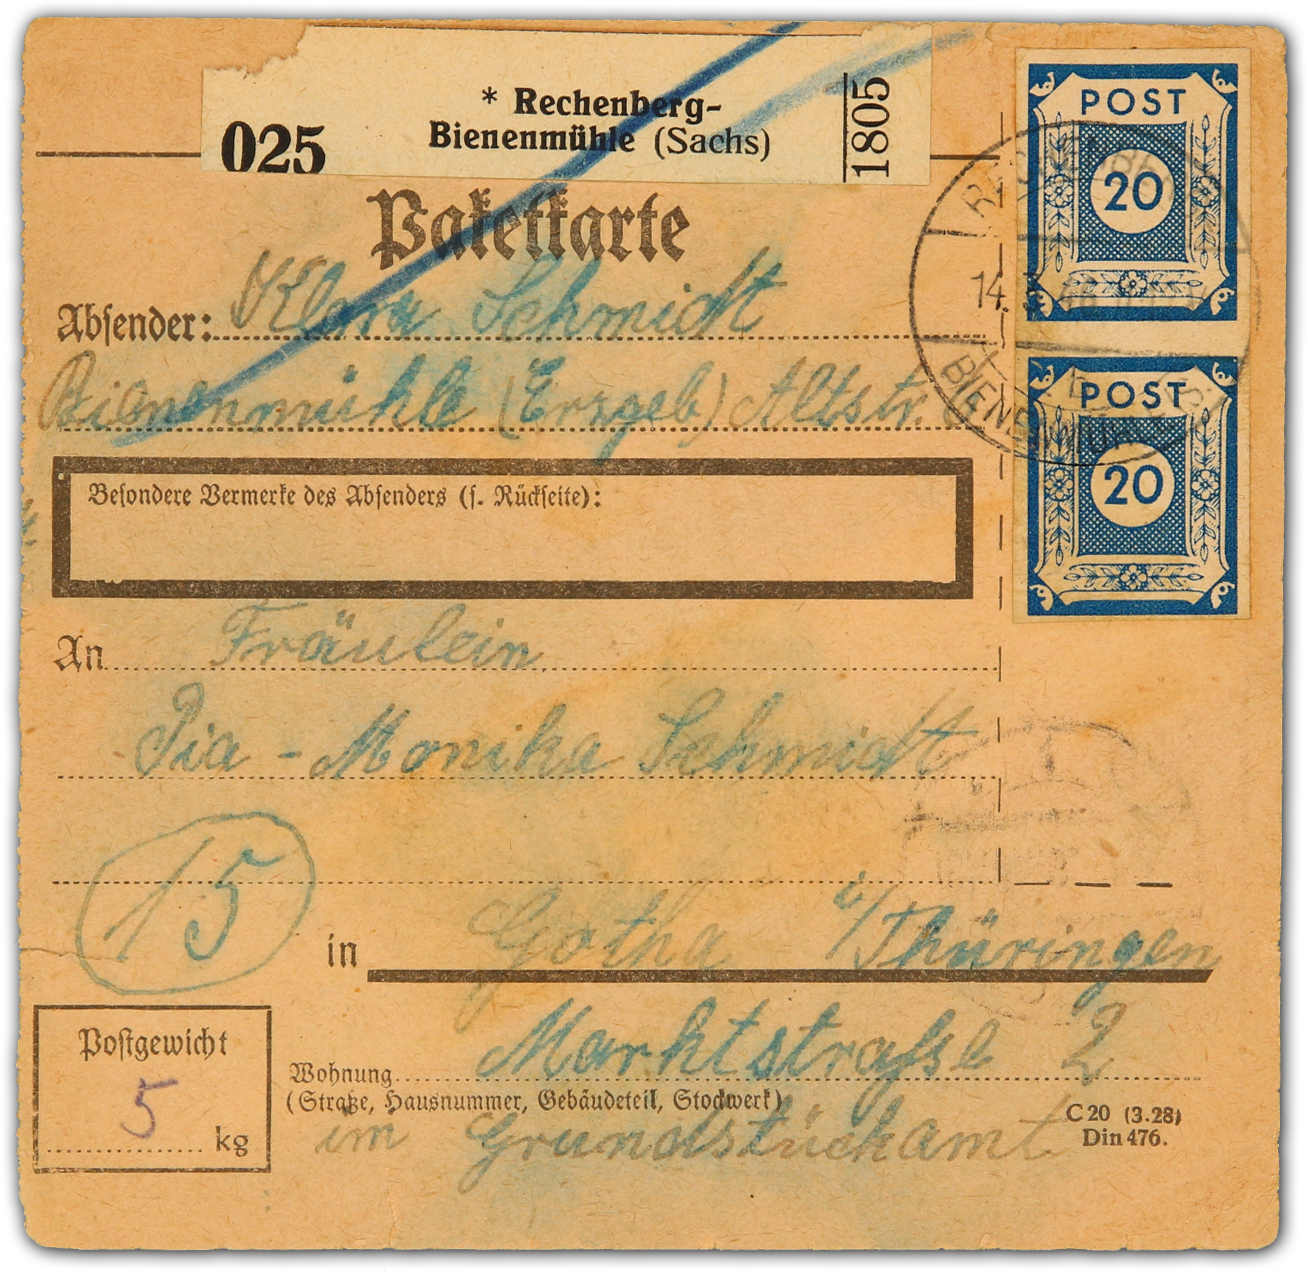 025
* Rechenberg-
Bienenmühle (Sachs)
1805
POST
20
Paketkarte
Absender: Klara Schmidt
14.
Bienenmühle (Erzgeb) Altstr.
BIENENMÜHLE
POST
20
Besondere Vermerke des Absenders (s. Rückseite):
An Fräulein
Pia - Monika Schmidt
15
in Gotha i/Thüringen
Postgewicht
5
kg
Marktstrasse 2
Wohnung
(Straße, Hausnummer, Gebäudeteil, Stockwerk)
im Grundstückamt
C 20 (3.28)
Din 476.